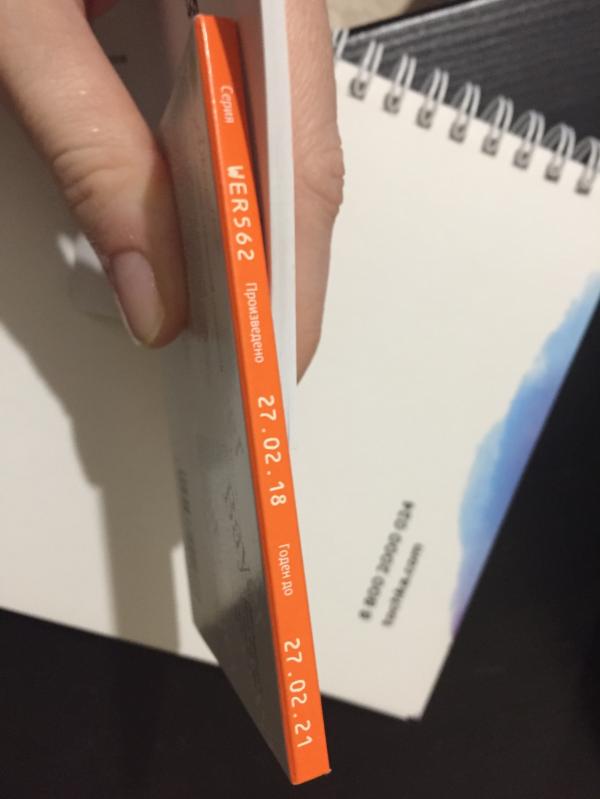 Серия WER562 Произведено 27.02.18 Годен до 27.02.21
8 800 2000 024
tochka.com